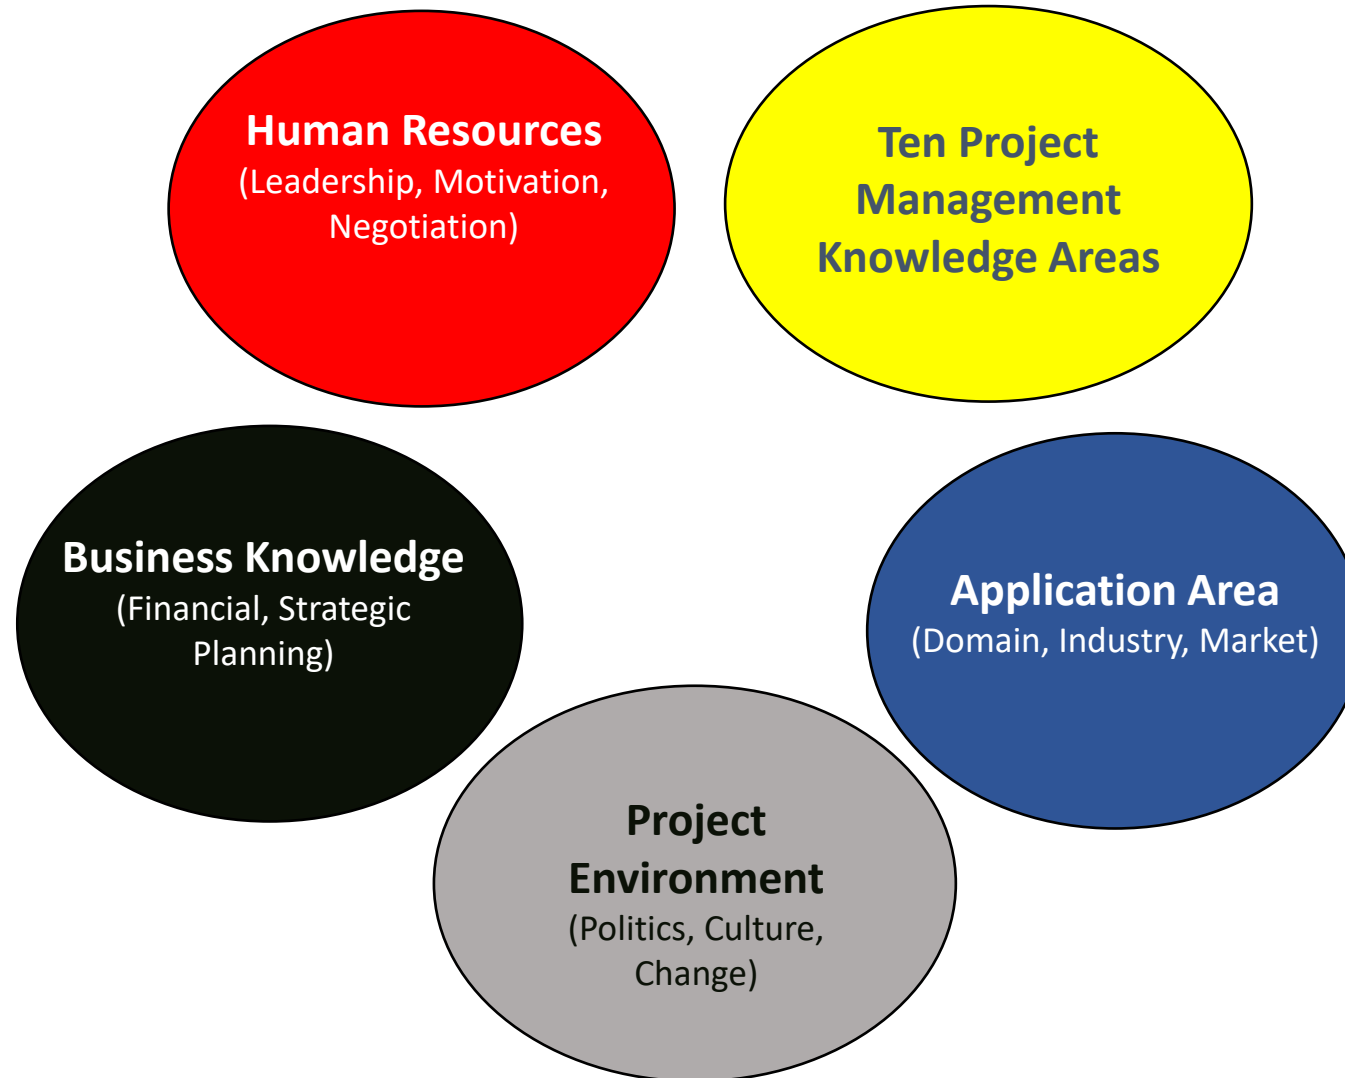 Human Resources
(Leadership, Motivation,
Negotiation)
Ten Project
Management
Knowledge Areas
Business Knowledge
(Financial, Strategic
Planning)
Application Area
(Domain, Industry, Market)
Project
Environment
(Politics, Culture,
Change)